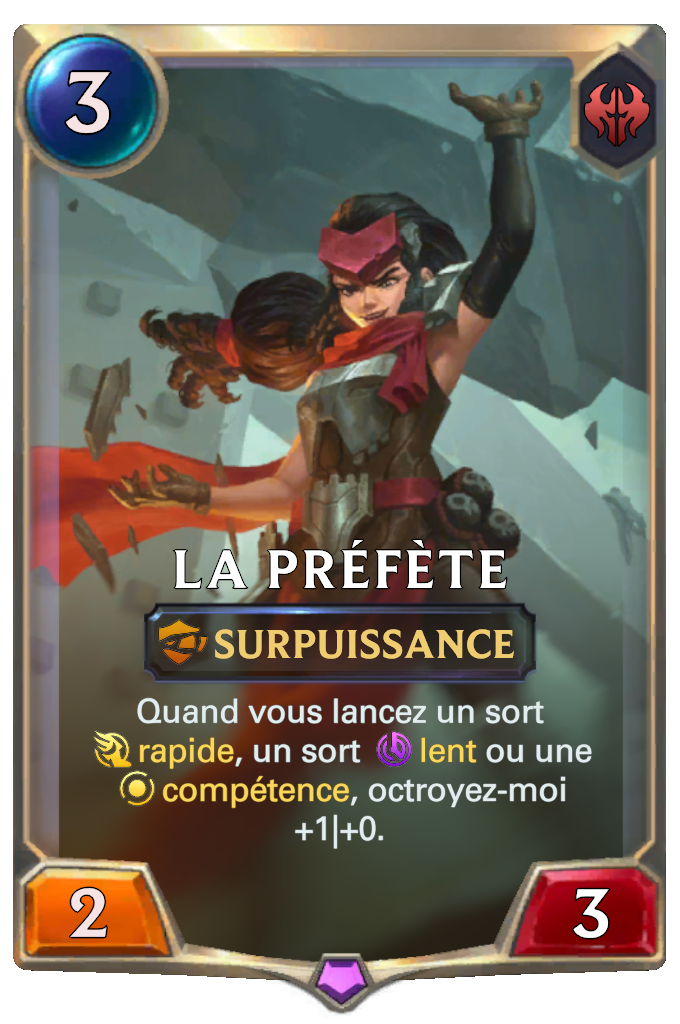 3
LA PRÉFÈTE
SURPUISSANCE
Quand vous lancez un sort
rapide, un sort lent ou une
compétence, octroyez-moi
+1|+0.
2
3